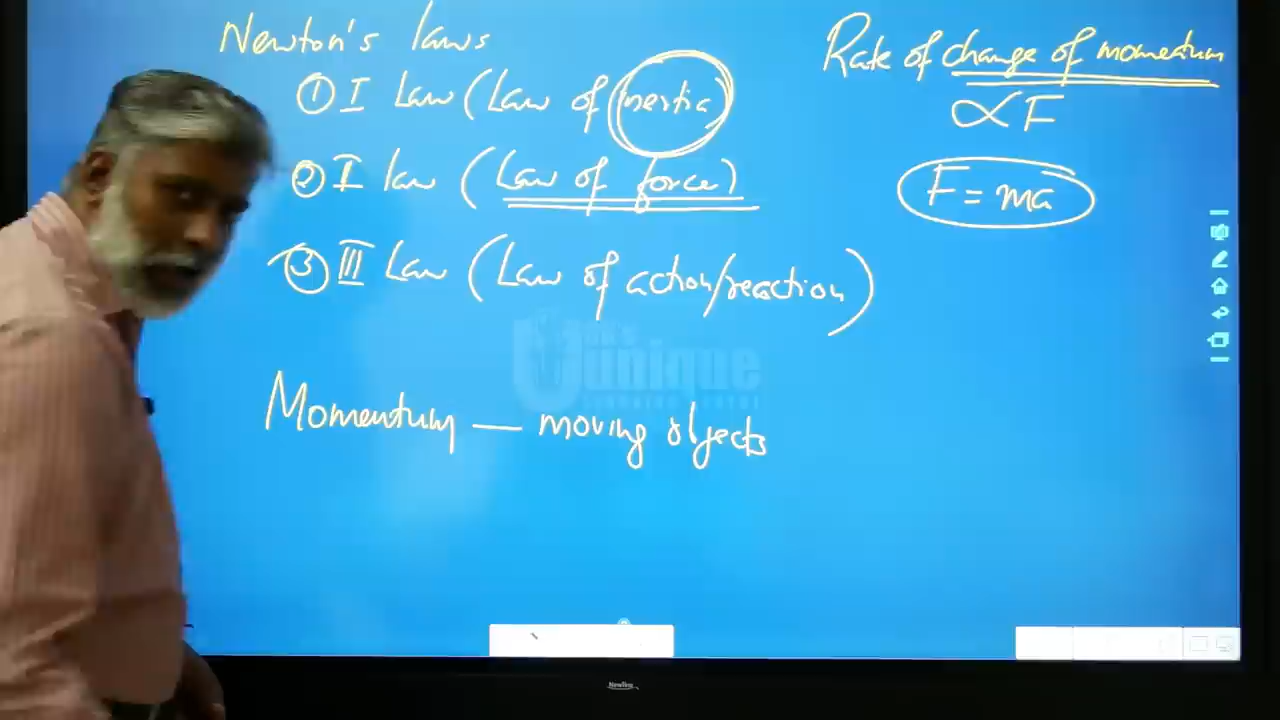 Newton's laws
① I Law (Law of inertia)
② I law (Law of force)
③ III Law (Law of action/reaction)
Momentum — moving objects
Rate of change of momentum
∝ F
F = ma
unique